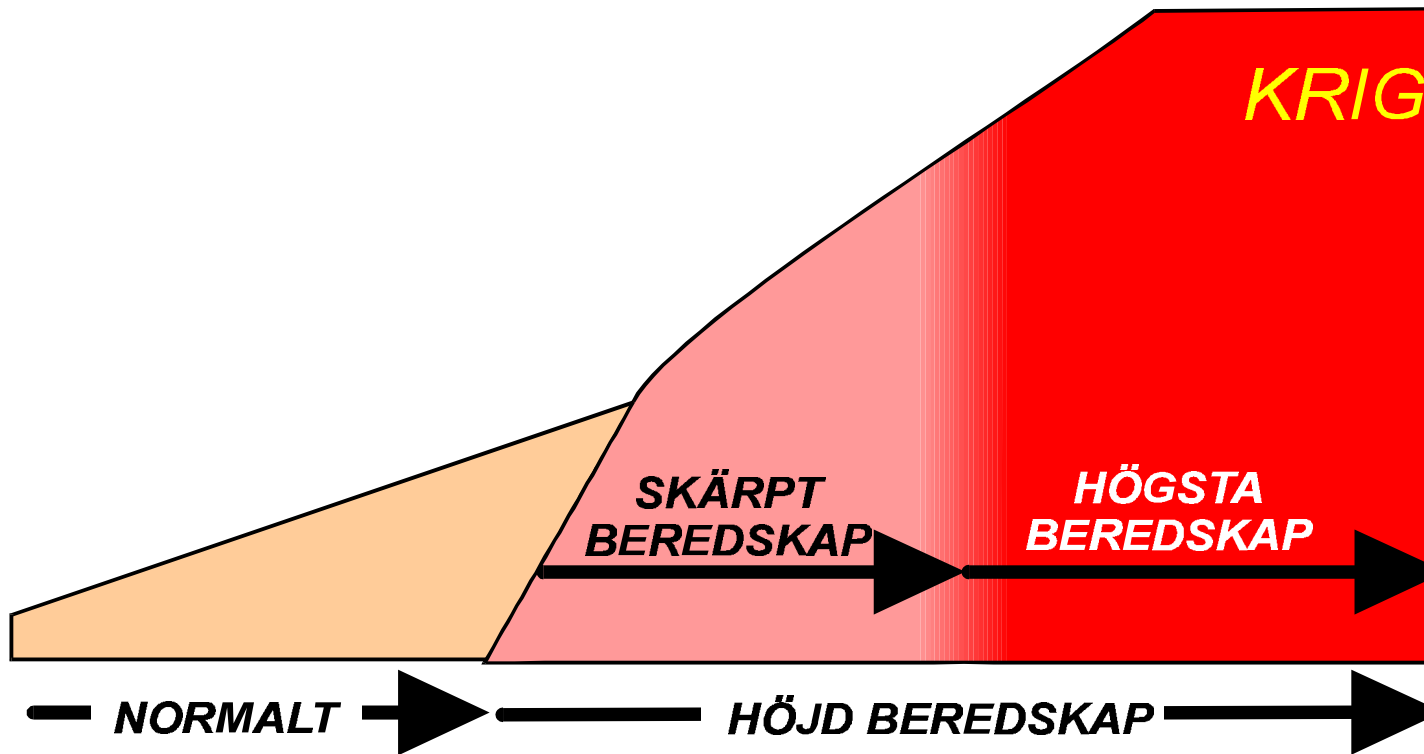 KRIG
SKÄRPT
BEREDSKAP
HÖGSTA
BEREDSKAP
NORMALT
HÖJD BEREDSKAP